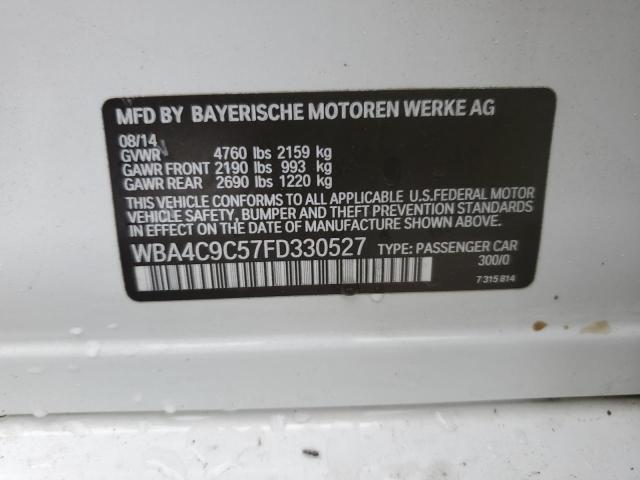 MFD BY BAYERISCHE MOTOREN WERKE AG
08/14
GVWR 4760 lbs 2159 kg
GAWR FRONT 2190 lbs 993 kg
GAWR REAR 2690 lbs 1220 kg
THIS VEHICLE CONFORMS TO ALL APPLICABLE U.S.FEDERAL MOTOR
VEHICLE SAFETY, BUMPER AND THEFT PREVENTION STANDARDS
IN EFFECT ON THE DATE OF MANUFACTURE SHOWN ABOVE.
WBA4C9C57FD330527 TYPE: PASSENGER CAR
300/0
7 315 814